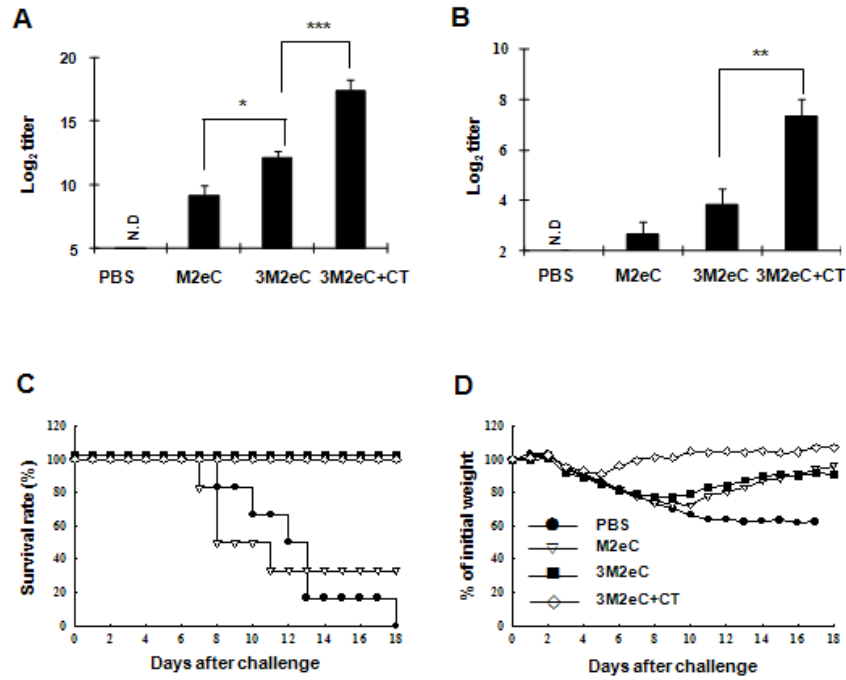 A
B
***
20
15
10
5
Log₂ titer
*
N.D
PBS
M2eC
3M2eC
3M2eC+CT
**
10
8
6
4
2
Log₂ titer
N.D
PBS
M2eC
3M2eC
3M2eC+CT
C
D
120
100
80
60
40
20
0
Survival rate (%)
0 2 4 6 8 10 12 14 16 18
Days after challenge
120
100
80
60
40
20
0
% of initial weight
PBS
M2eC
3M2eC
3M2eC+CT
0 2 4 6 8 10 12 14 16 18
Days after challenge